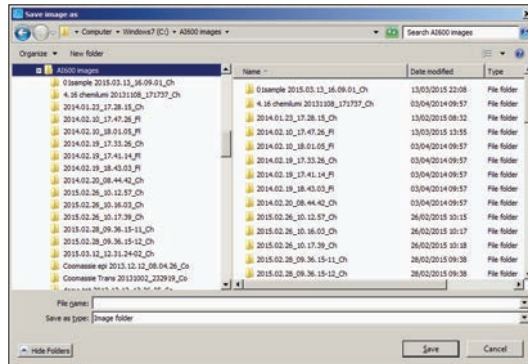 Save image as
Computer Windows7 (C:) AI600 images
Search AI600 images
Organize New folder
AI600 images
01sample 2015.03.13_16.09.01_Ch
4.16 chemilumi 20131108_171737_Ch
2014.01.23_17.28.15_Ch
2014.02.10_17.47.26_Fl
2014.02.10_18.01.05_Fl
2014.02.19_17.33.26_Ch
2014.02.19_17.41.14_Fl
2014.02.19_18.43.03_Fl
2014.02.20_08.44.42_Ch
2015.02.26_10.12.57_Ch
2015.02.26_10.16.03_Ch
2015.02.26_10.17.39_Ch
2015.02.28_09.36.15-11_Ch
2015.02.28_09.36.15-12_Ch
2015.03.12_12.31.24-02_Ch
Coomassie epi 2013.12.12_08.04.26_Co
Coomassie Trans 20131002_232919_Co
Name Date modified Type
01sample 2015.03.13_16.09.01_Ch 13/03/2015 22:08 File folder
4.16 chemilumi 20131108_171737_Ch 03/04/2014 09:57 File folder
2014.01.23_17.28.15_Ch 13/02/2015 08:32 File folder
2014.02.10_17.47.26_Fl 13/03/2015 13:55 File folder
2014.02.10_18.01.05_Fl 03/04/2014 09:57 File folder
2014.02.19_17.33.26_Ch 03/04/2014 09:57 File folder
2014.02.19_17.41.14_Fl 03/04/2014 09:57 File folder
2014.02.19_18.43.03_Fl 03/04/2014 09:57 File folder
2014.02.20_08.44.42_Ch 03/04/2014 09:57 File folder
2015.02.26_10.12.57_Ch 26/02/2015 10:15 File folder
2015.02.26_10.16.03_Ch 26/02/2015 10:17 File folder
2015.02.26_10.17.39_Ch 26/02/2015 10:18 File folder
2015.02.28_09.36.15-11_Ch 28/02/2015 09:38 File folder
2015.02.28_09.36.15-12_Ch 28/02/2015 09:38 File folder
File name:
Save as type: Image folder
Hide Folders
Save
Cancel